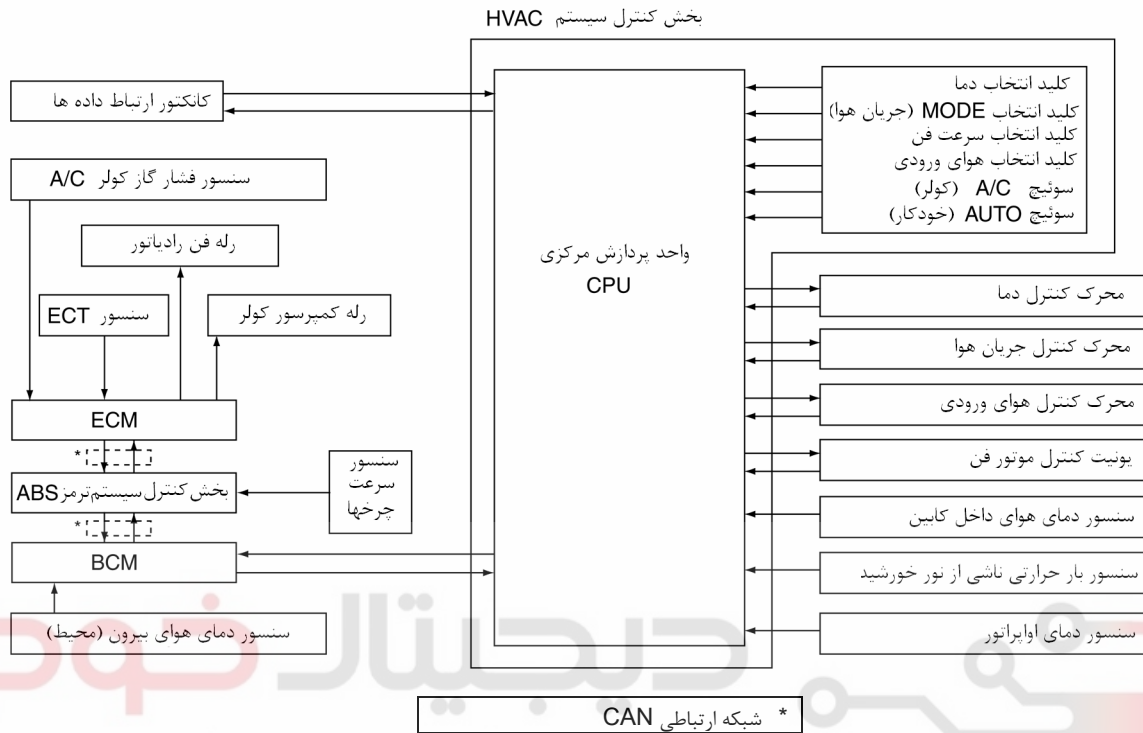 بخش کنترل سیستم HVAC
کانکتور ارتباط داده ها
سنسور فشار گاز کولر A/C
رله فن رادیاتور
سنسور ECT
رله کمپرسور کولر
ECM
*
بخش کنترل سیستم ترمز ABS
*
BCM
سنسور دمای هوای بیرون (محیط)
سنسور
سرعت
چرخها
واحد پردازش مرکزی
CPU
کلید انتخاب دما
کلید انتخاب MODE (جریان هوا)
کلید انتخاب سرعت فن
کلید انتخاب هوای ورودی
سوئیچ A/C (کولر)
سوئیچ AUTO (خودکار)
محرک کنترل دما
محرک کنترل جریان هوا
محرک کنترل هوای ورودی
یونیت کنترل موتور فن
سنسور دمای هوای داخل کابین
سنسور بار حرارتی ناشی از نور خورشید
سنسور دمای اواپراتور
* شبکه ارتباطی CAN
دیجیتال خودر